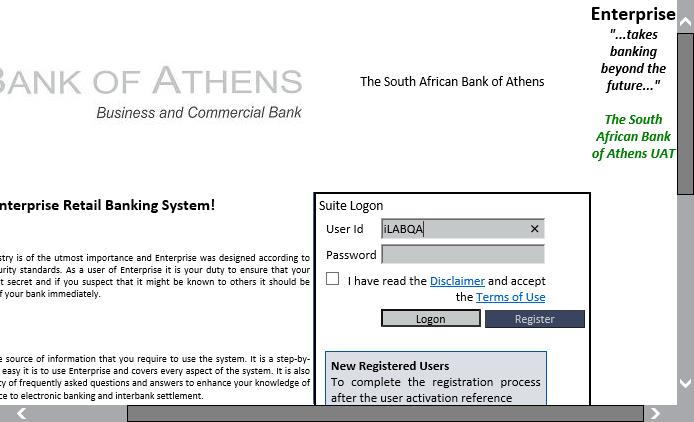 Enterprise
"...takes
banking
beyond the
future..."
The South
African Bank
of Athens UAT
BANK OF ATHENS
Business and Commercial Bank
The South African Bank of Athens
nterprise Retail Banking System!
stry is of the utmost importance and Enterprise was designed according to
urity standards. As a user of Enterprise it is your duty to ensure that your
t secret and if you suspect that it might be known to others it should be
f your bank immediately.
e source of information that you require to use the system. It is a step-by-
easy it is to use Enterprise and covers every aspect of the system. It is also
ty of frequently asked questions and answers to enhance your knowledge of
ce to electronic banking and interbank settlement.
Suite Logon
User Id iLABQA ✕
Password
I have read the Disclaimer and accept
the Terms of Use
Logon Register
New Registered Users
To complete the registration process
after the user activation reference